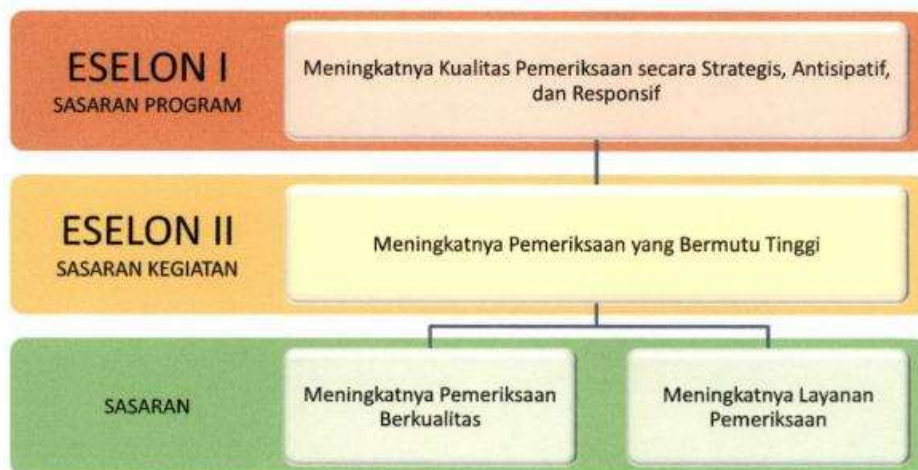 ESELON I
SASARAN PROGRAM
Meningkatnya Kualitas Pemeriksaan secara Strategis, Antisipatif,
dan Responsif
ESELON II
SASARAN KEGIATAN
Meningkatnya Pemeriksaan yang Bermutu Tinggi
SASARAN
Meningkatnya Pemeriksaan
Berkualitas
Meningkatnya Layanan
Pemeriksaan